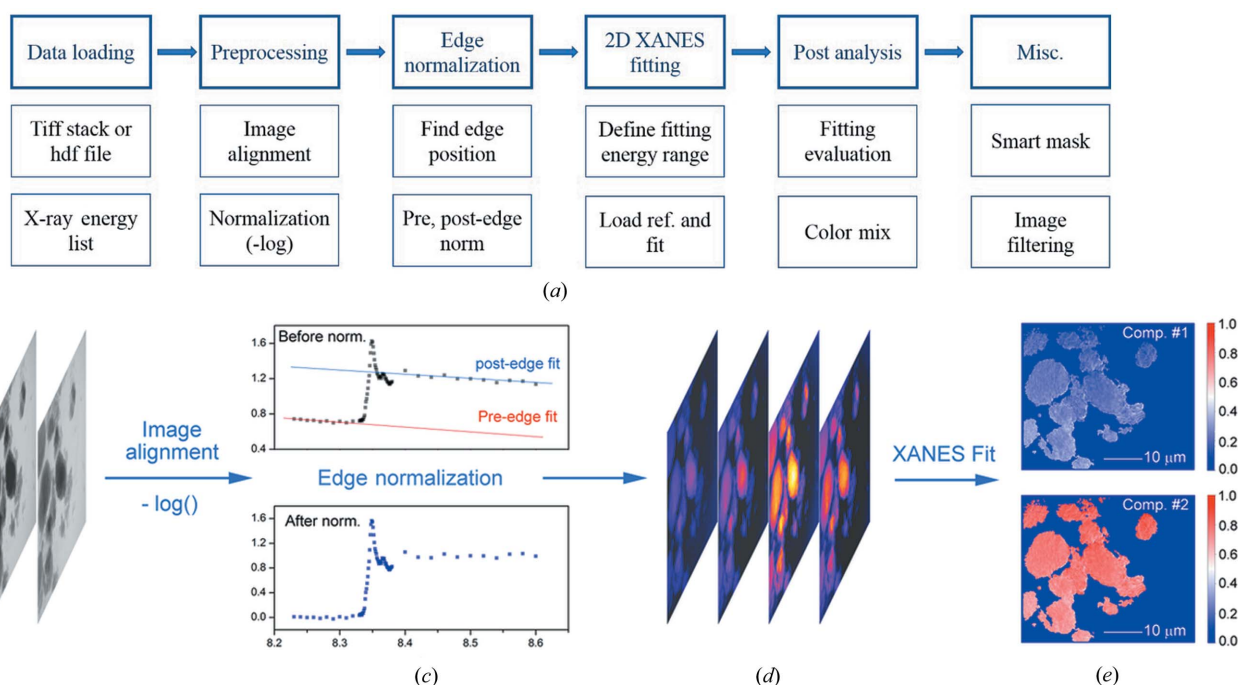 Data loading
Preprocessing
Edge
normalization
2D XANES
fitting
Post analysis
Misc.
Tiff stack or
hdf file
Image
alignment
Find edge
position
Define fitting
energy range
Fitting
evaluation
Smart mask
X-ray energy
list
Normalization
(-log)
Pre, post-edge
norm
Load ref. and
fit
Color mix
Image
filtering
(a)
Image
alignment
- log()
Before norm.
post-edge fit
Pre-edge fit
1.6
1.2
0.8
0.4
Edge normalization
After norm.
1.6
1.2
0.8
0.4
0.0
8.2
8.3
8.4
8.5
8.6
(c)
(d)
XANES Fit
Comp. #1
10 μm
1.0
0.8
0.6
0.4
0.2
0.0
Comp. #2
10 μm
1.0
0.8
0.6
0.4
0.2
0.0
(e)